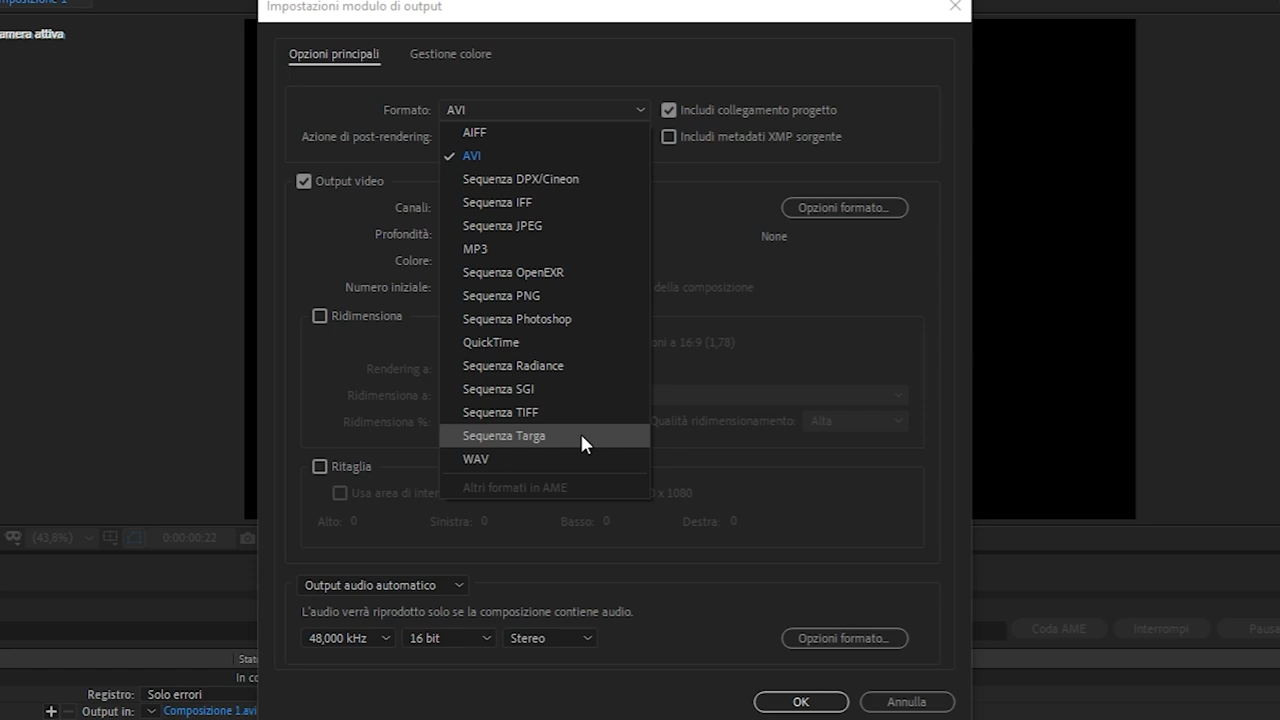 Composizione 1
amera attiva
Impostazioni modulo di output
Opzioni principali
Gestione colore
Formato: AVI
Includi collegamento progetto
Azione di post-rendering:
Includi metadati XMP sorgente
AIFF
AVI
Sequenza DPX/Cineon
Sequenza IFF
Sequenza JPEG
MP3
Sequenza OpenEXR
Sequenza PNG
Sequenza Photoshop
QuickTime
Sequenza Radiance
Sequenza SGI
Sequenza TIFF
Sequenza Targa
WAV
Altri formati in AME
Output video
Canali:
Opzioni formato...
Profondità:
None
Colore:
Numero iniziale:
della composizione
Ridimensiona
oni a 16:9 (1,78)
Rendering a:
Ridimensiona a:
Ridimensiona %:
Qualità ridimensionamento: Alta
Ritaglia
Usa area di inter
0 x 1080
Alto: 0
Sinistra: 0
Basso: 0
Destra: 0
(43,8%)
0:00:00:22
Output audio automatico
L'audio verrà riprodotto solo se la composizione contiene audio.
48,000 kHz
16 bit
Stereo
Opzioni formato...
Coda AME
Interrompi
Pausa
Stat
In co
Registro: Solo errori
Output in: Composizione 1.avi
OK
Annulla